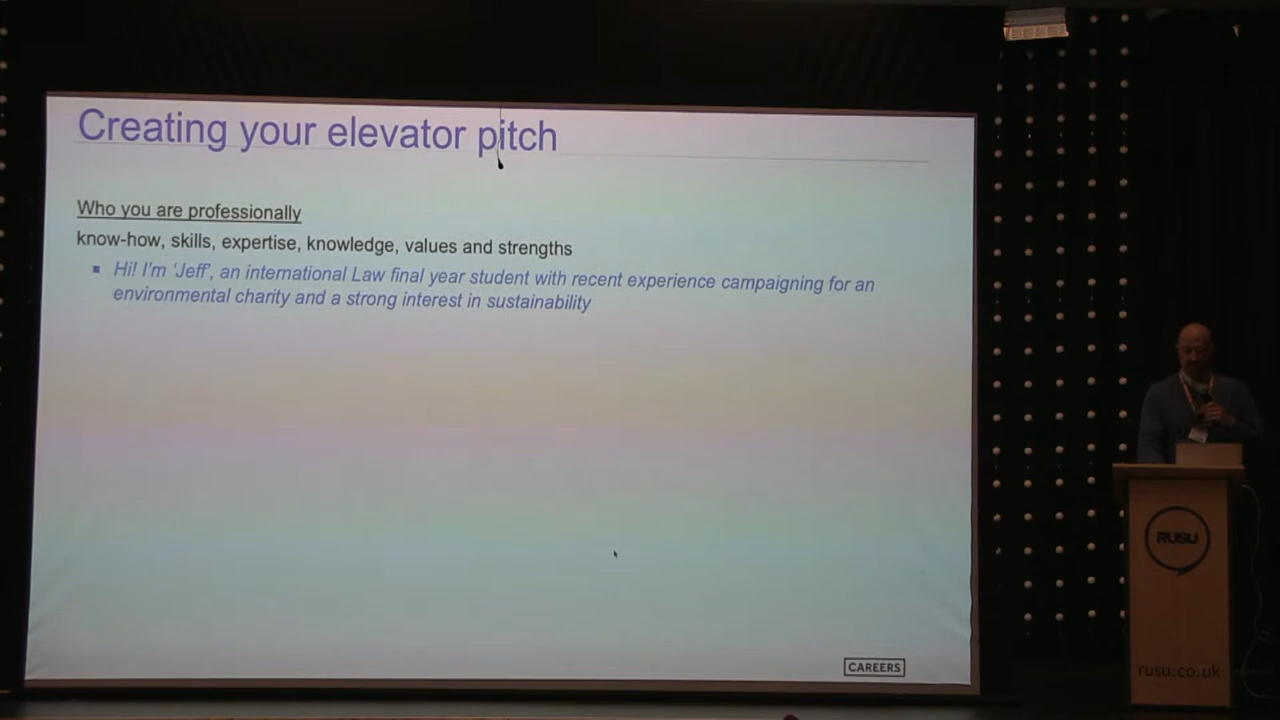 Creating your elevator pitch
Who you are professionally
know-how, skills, expertise, knowledge, values and strengths
Hi! I'm 'Jeff', an international Law final year student with recent experience campaigning for an
environmental charity and a strong interest in sustainability
CAREERS
RUSU
rusu.co.uk